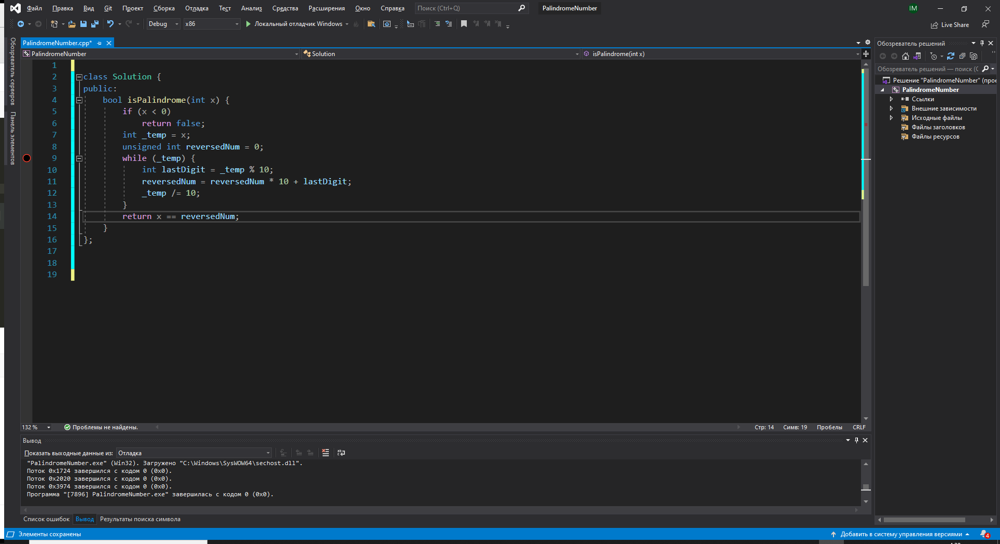 Файл Правка Вид Git Проект Сборка Отладка Тест Анализ Средства Расширения Окно Справка Поиск (Ctrl+Q) PalindromeNumber IM
Debug x86 Локальный отладчик Windows Live Share
Обозреватель серверов
Панель элементов
PalindromeNumber.cpp*
PalindromeNumber Solution isPalindrome(int x)
1
2 class Solution {
3 public:
4 bool isPalindrome(int x) {
5 if (x < 0)
6 return false;
7 int _temp = x;
8 unsigned int reversedNum = 0;
9 while (_temp) {
10 int lastDigit = _temp % 10;
11 reversedNum = reversedNum * 10 + lastDigit;
12 _temp /= 10;
13 }
14 return x == reversedNum;
15 }
16 };
17
18
19
132 % Проблемы не найдены. Стр: 14 Симв: 19 Пробелы CRLF
Обозреватель решений
Обозреватель решений — поиск (
Решение "PalindromeNumber" (прое
PalindromeNumber
Ссылки
Внешние зависимости
Исходные файлы
Файлы заголовков
Файлы ресурсов
Вывод
Показать выходные данные из: Отладка
"PalindromeNumber.exe" (Win32). Загружено "C:\Windows\SysWOW64\sechost.dll".
Поток 0x1724 завершился с кодом 0 (0x0).
Поток 0x2020 завершился с кодом 0 (0x0).
Поток 0x3974 завершился с кодом 0 (0x0).
Программа "[7896] PalindromeNumber.exe" завершилась с кодом 0 (0x0).
Список ошибок Вывод Результаты поиска символа
Элементы сохранены Добавить в систему управления версиями 4